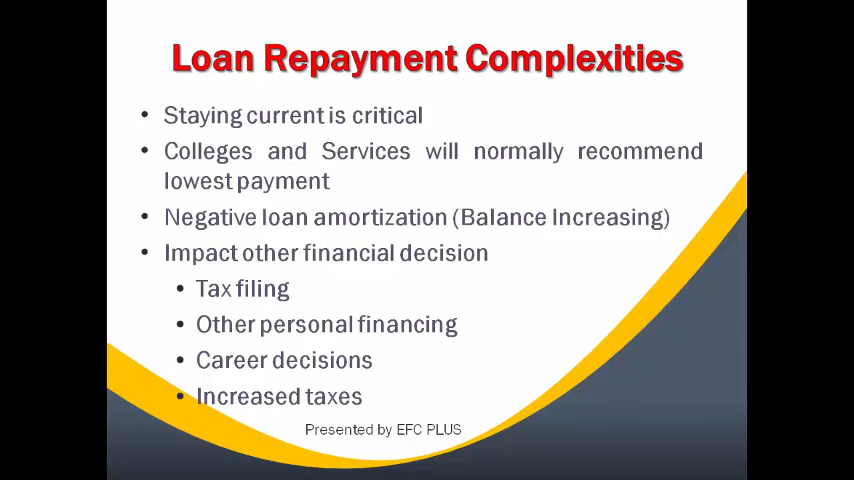 Loan Repayment Complexities
• Staying current is critical
• Colleges and Services will normally recommend
lowest payment
• Negative loan amortization (Balance Increasing)
• Impact other financial decision
• Tax filing
• Other personal financing
• Career decisions
• Increased taxes
Presented by EFC PLUS